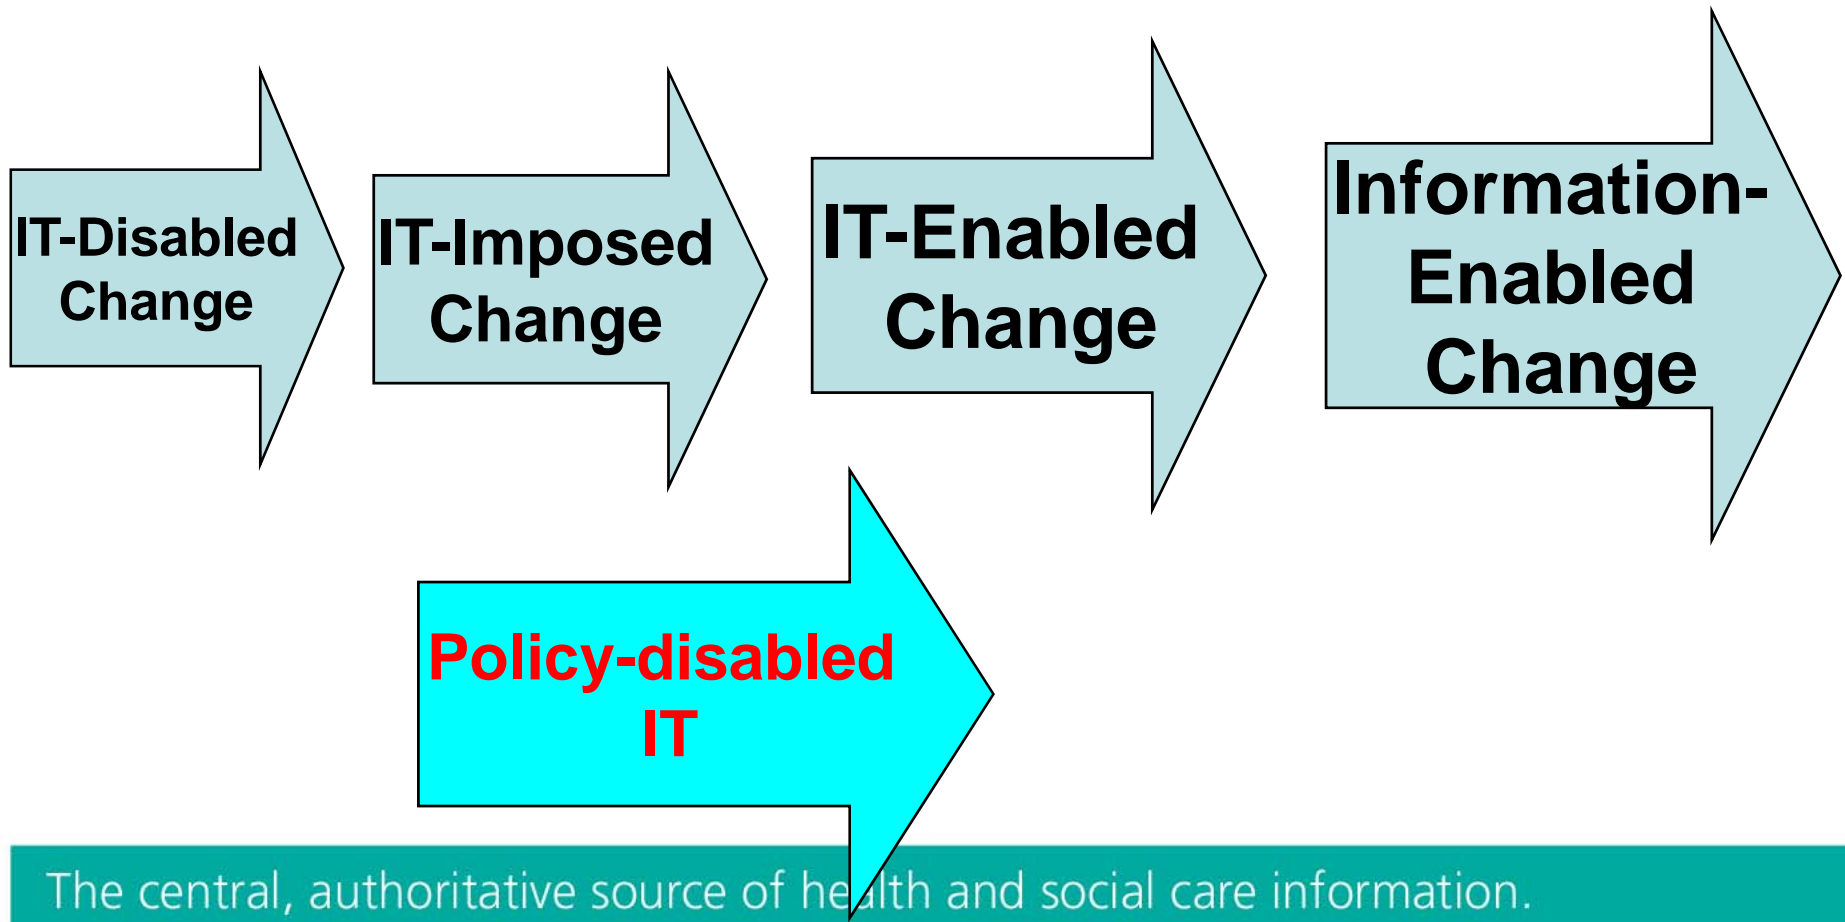 IT-Disabled
Change
IT-Imposed
Change
IT-Enabled
Change
Information-
Enabled
Change
Policy-disabled
IT
The central, authoritative source of health and social care information.